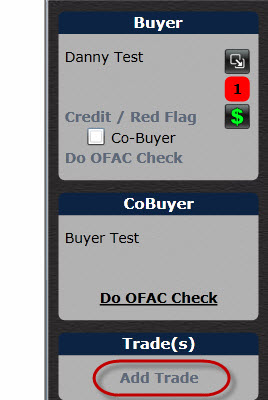 Buyer
Danny Test
1
Credit / Red Flag
$
Co-Buyer
Do OFAC Check
CoBuyer
Buyer Test
Do OFAC Check
Trade(s)
Add Trade